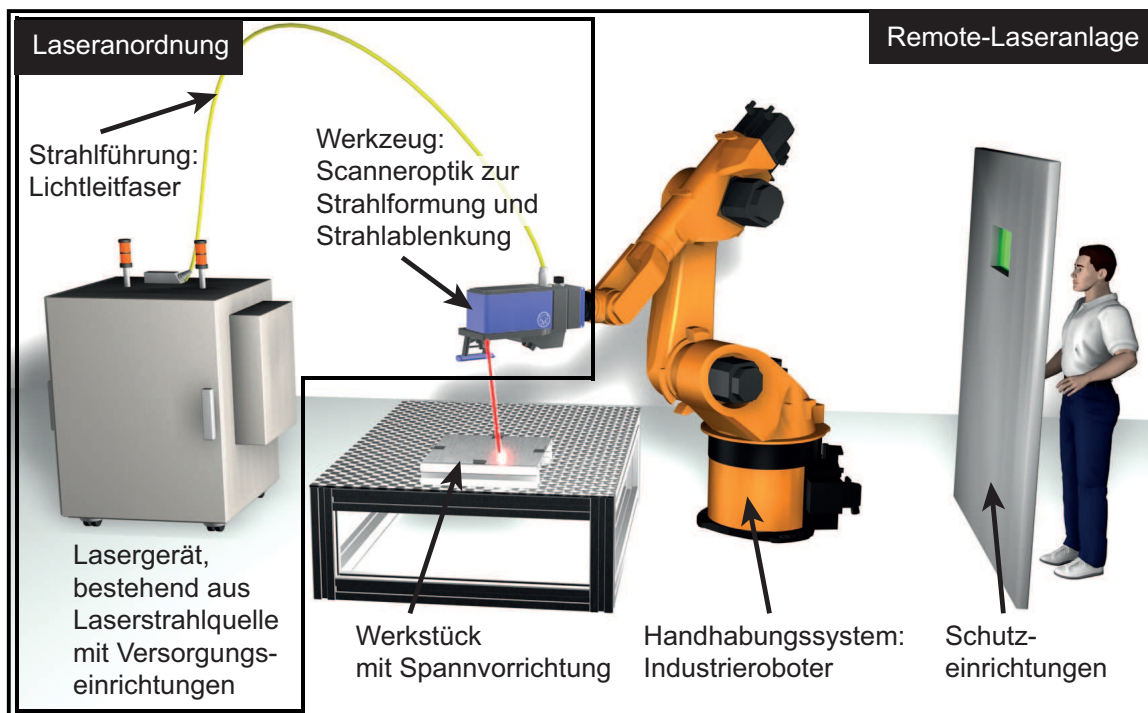 Laseranordnung
Remote-Laseranlage
Strahlführung:
Lichtleitfaser
Werkzeug:
Scanneroptik zur
Strahlformung und
Strahlablenkung
Lasergerät,
bestehend aus
Laserstrahlquelle
mit Versorgungs-
einrichtungen
Werkstück
mit Spannvorrichtung
Handhabungssystem:
Industrieroboter
Schutz-
einrichtungen